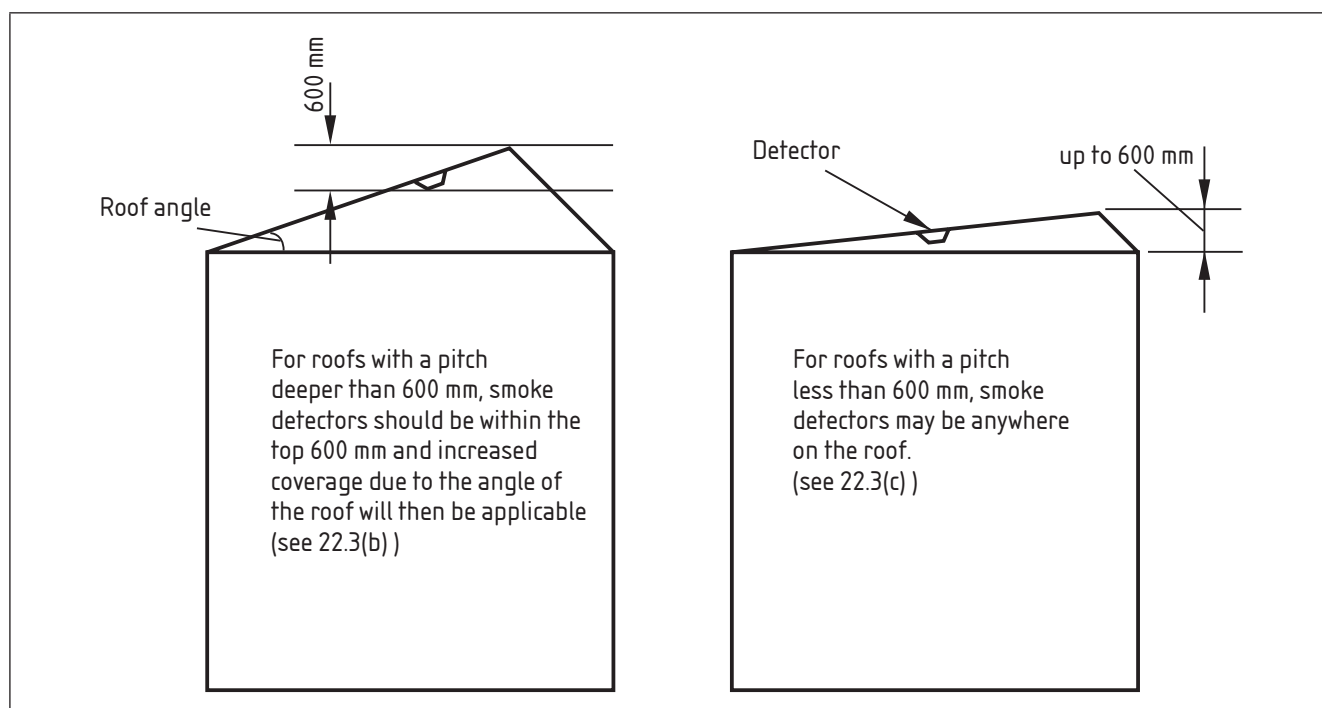 600 mm
Roof angle
For roofs with a pitch
deeper than 600 mm, smoke
detectors should be within the
top 600 mm and increased
coverage due to the angle of
the roof will then be applicable
(see 22.3(b) )
Detector
up to 600 mm
For roofs with a pitch
less than 600 mm, smoke
detectors may be anywhere
on the roof.
(see 22.3(c) )